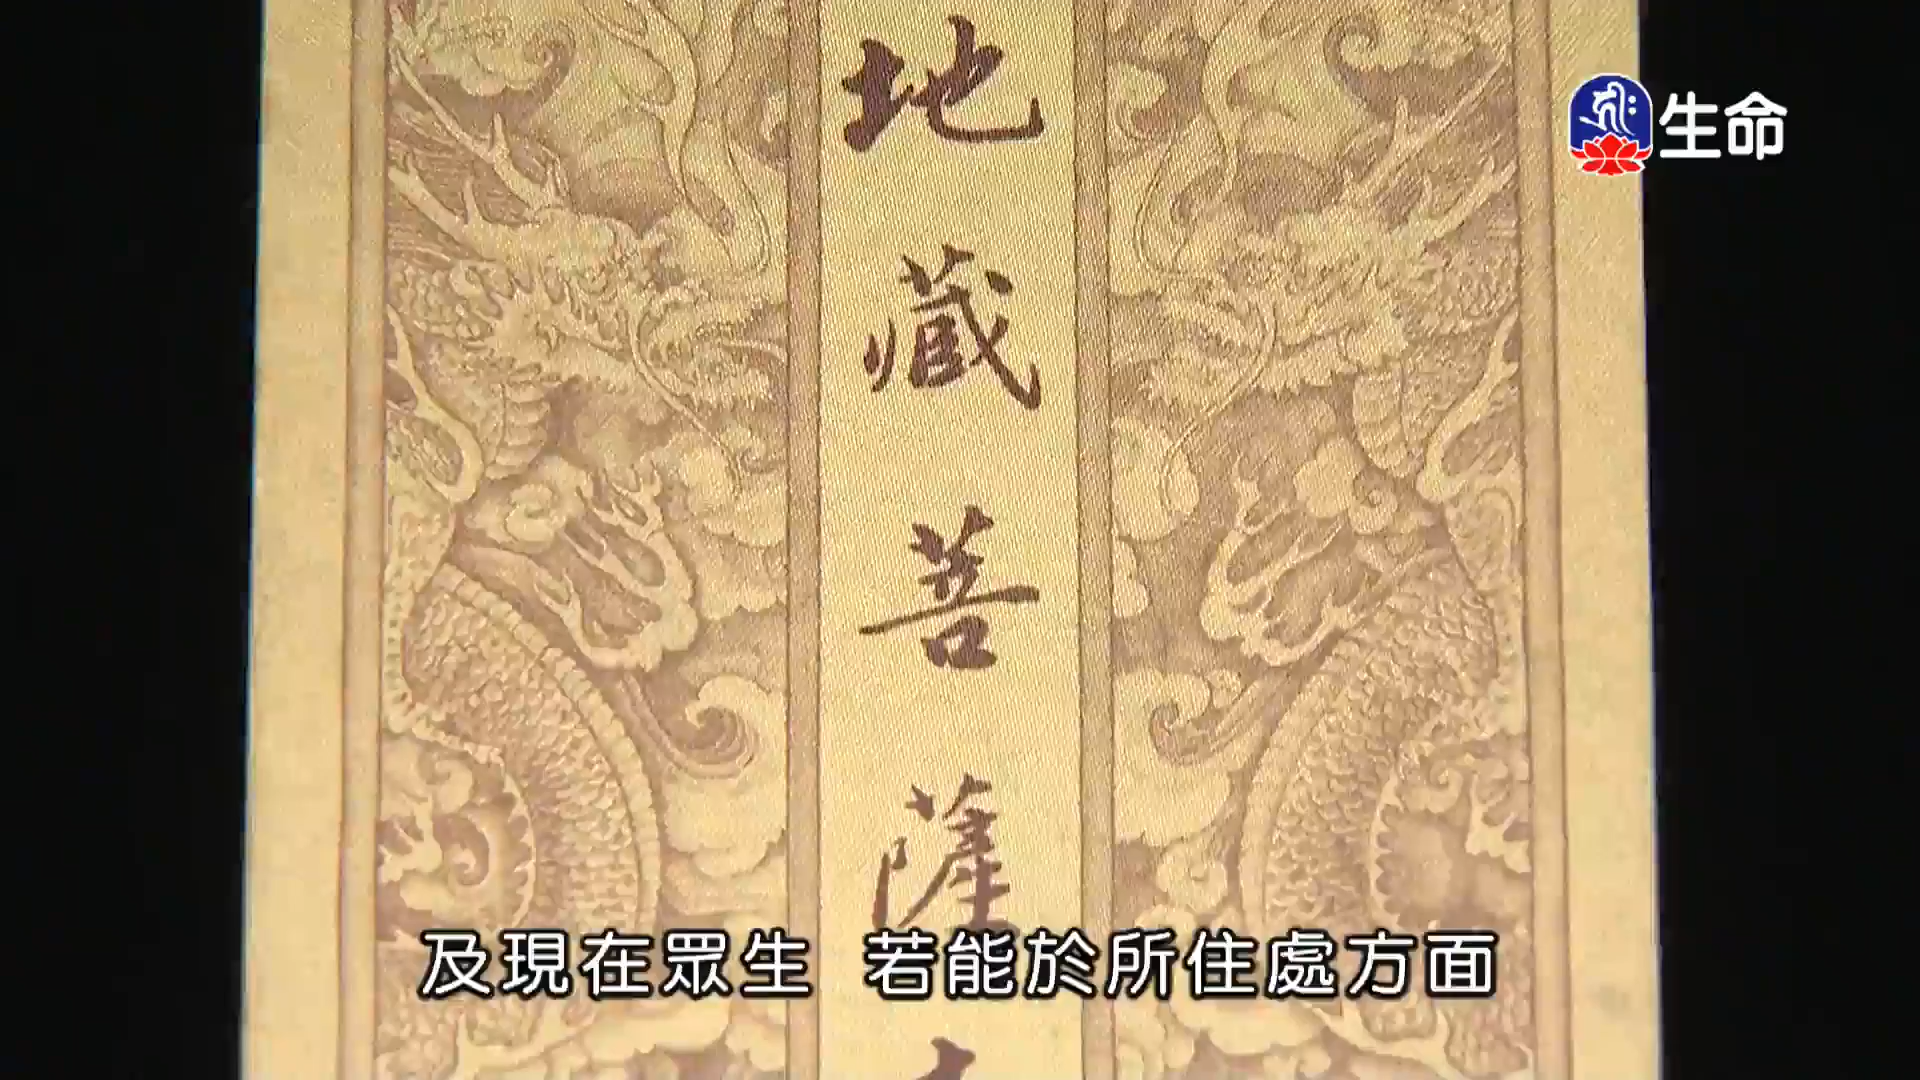 地藏菩薩
生命
及現在眾生 若能於所住處方面